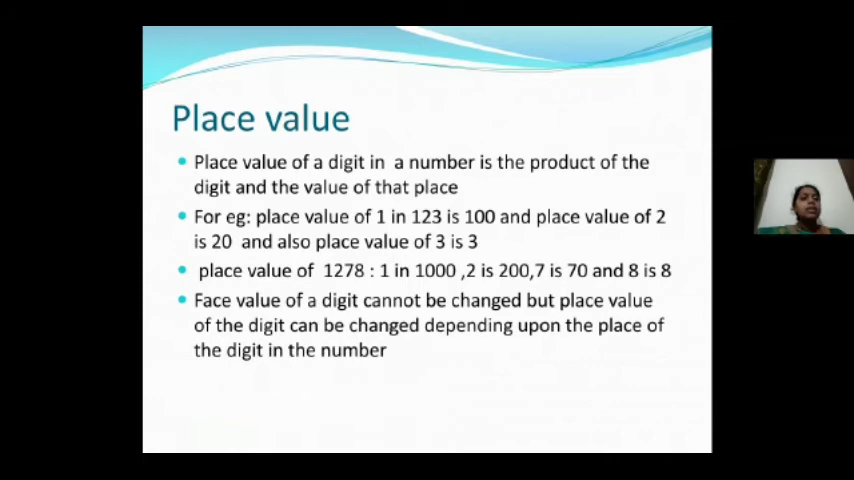 Place value
• Place value of a digit in a number is the product of the
digit and the value of that place
• For eg: place value of 1 in 123 is 100 and place value of 2
is 20 and also place value of 3 is 3
• place value of 1278 : 1 in 1000 ,2 is 200,7 is 70 and 8 is 8
• Face value of a digit cannot be changed but place value
of the digit can be changed depending upon the place of
the digit in the number